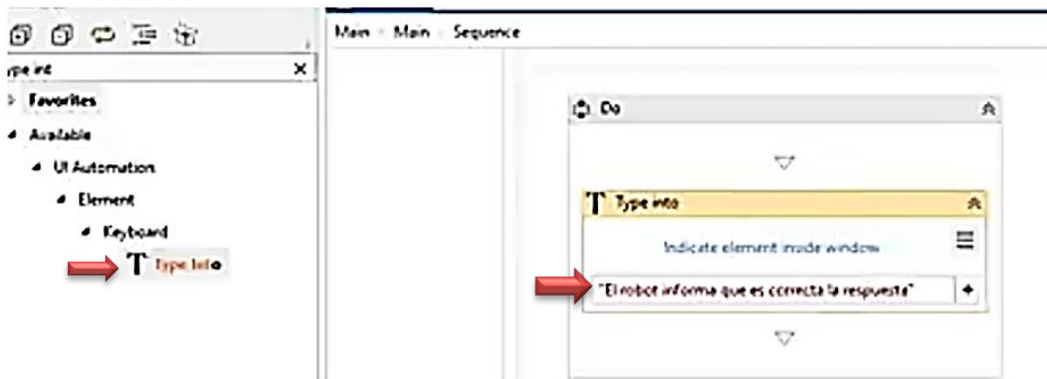 ype int
Favorites
Available
UI Automation
Element
Keyboard
T Type Into
Main Main Sequence
Do
T Type into
Indicate element inside window
"El robot informa que es correcta la respuesta"